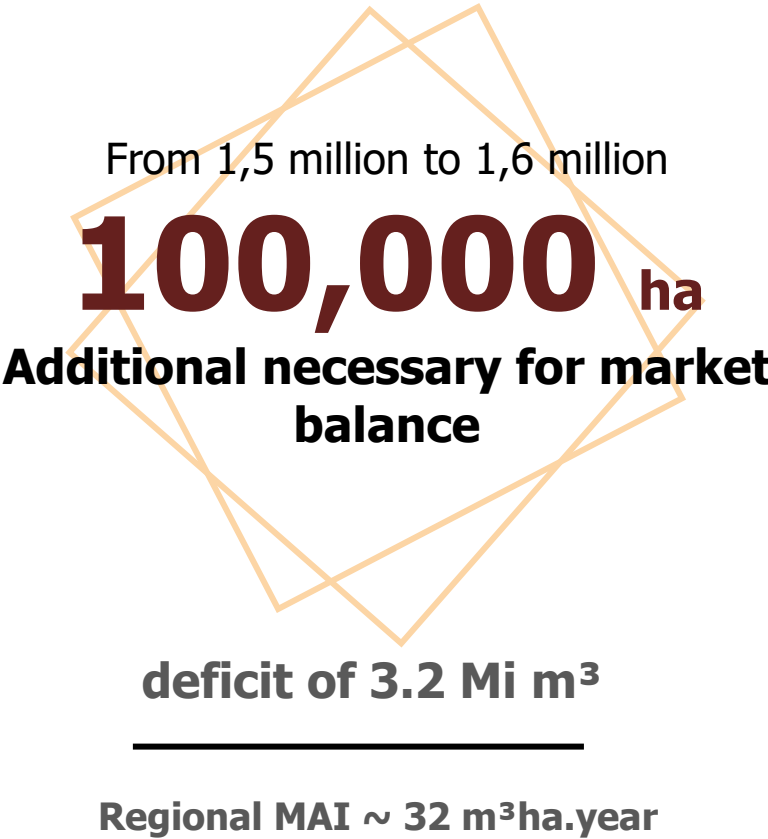 From 1,5 million to 1,6 million
100,000 ha
Additional necessary for market
balance
deficit of 3.2 Mi m³
Regional MAI ~ 32 m³ha.year